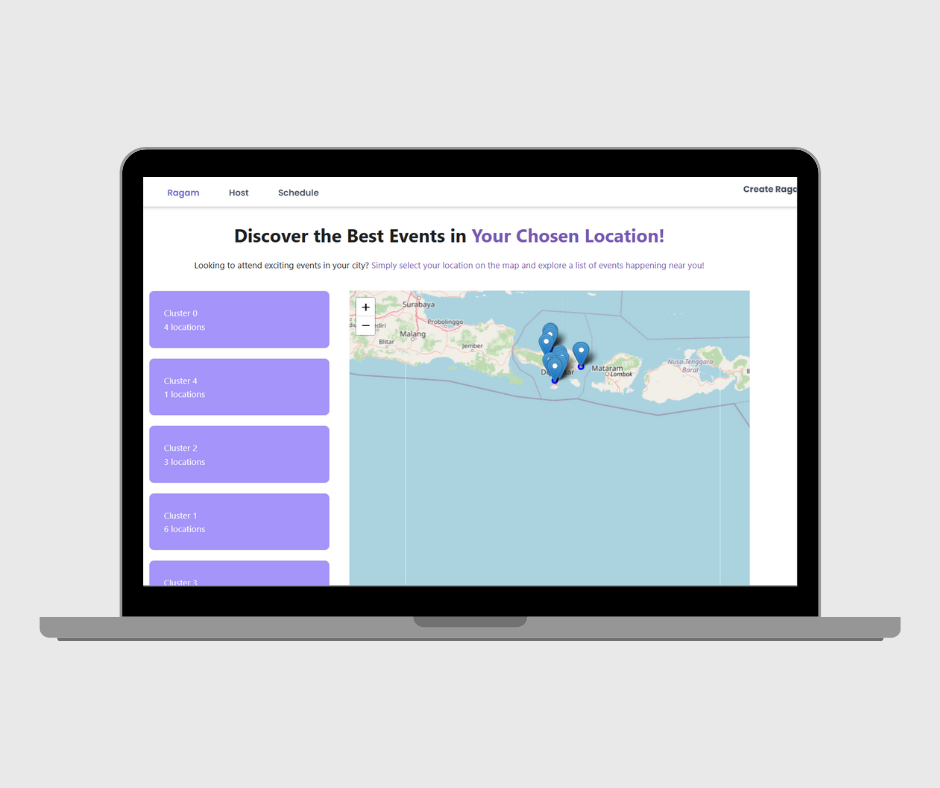 Ragam Host Schedule Create Raga
Discover the Best Events in Your Chosen Location!
Looking to attend exciting events in your city? Simply select your location on the map and explore a list of events happening near you!
Cluster 0
4 locations
Cluster 4
1 locations
Cluster 2
3 locations
Cluster 1
6 locations
Cluster 3
+
−
Surabaya
Probolinggo
Malang
Blitar
Jember
Mataram
Lombok
Nusa Tenggara
Barat